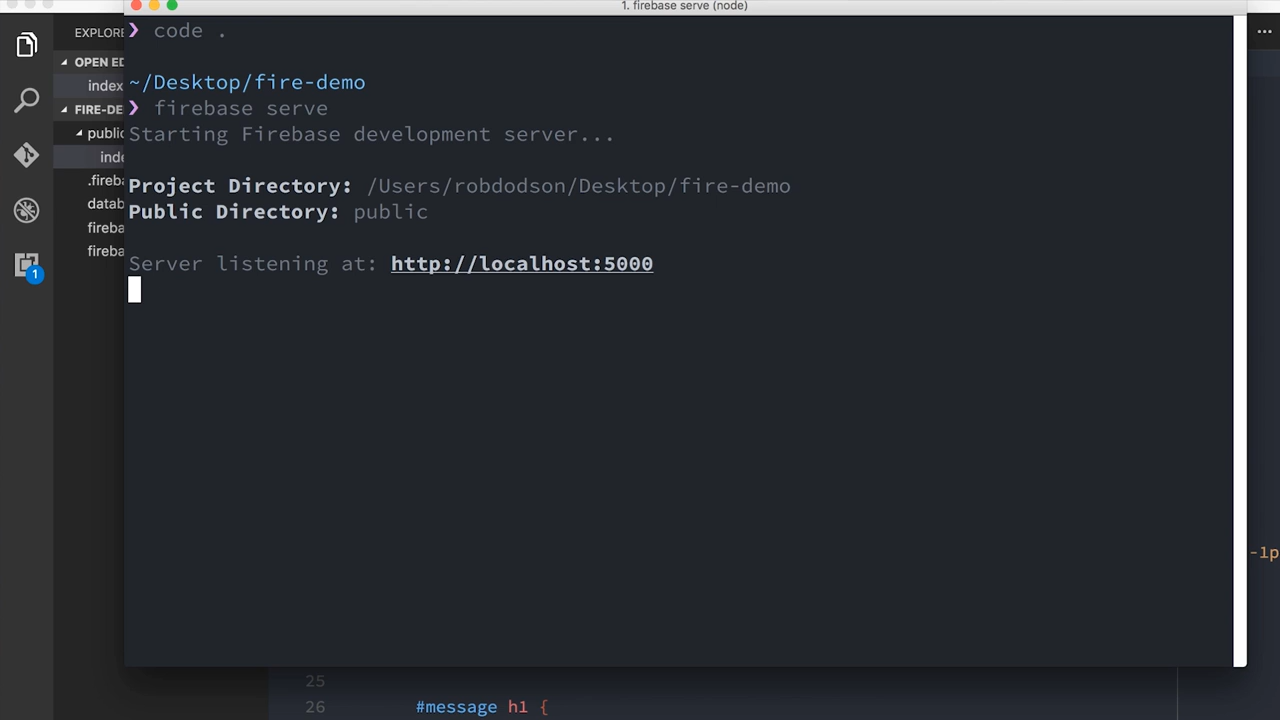 1. firebase serve (node)
❯ code .
~/Desktop/fire-demo
❯ firebase serve
Starting Firebase development server...
Project Directory: /Users/robdodson/Desktop/fire-demo
Public Directory: public
Server listening at: http://localhost:5000
EXPLORE
OPEN ED
index
FIRE-DE
public
inde
.fireba
datab
fireba
fireba
1
-1p
25
26 #message h1 {